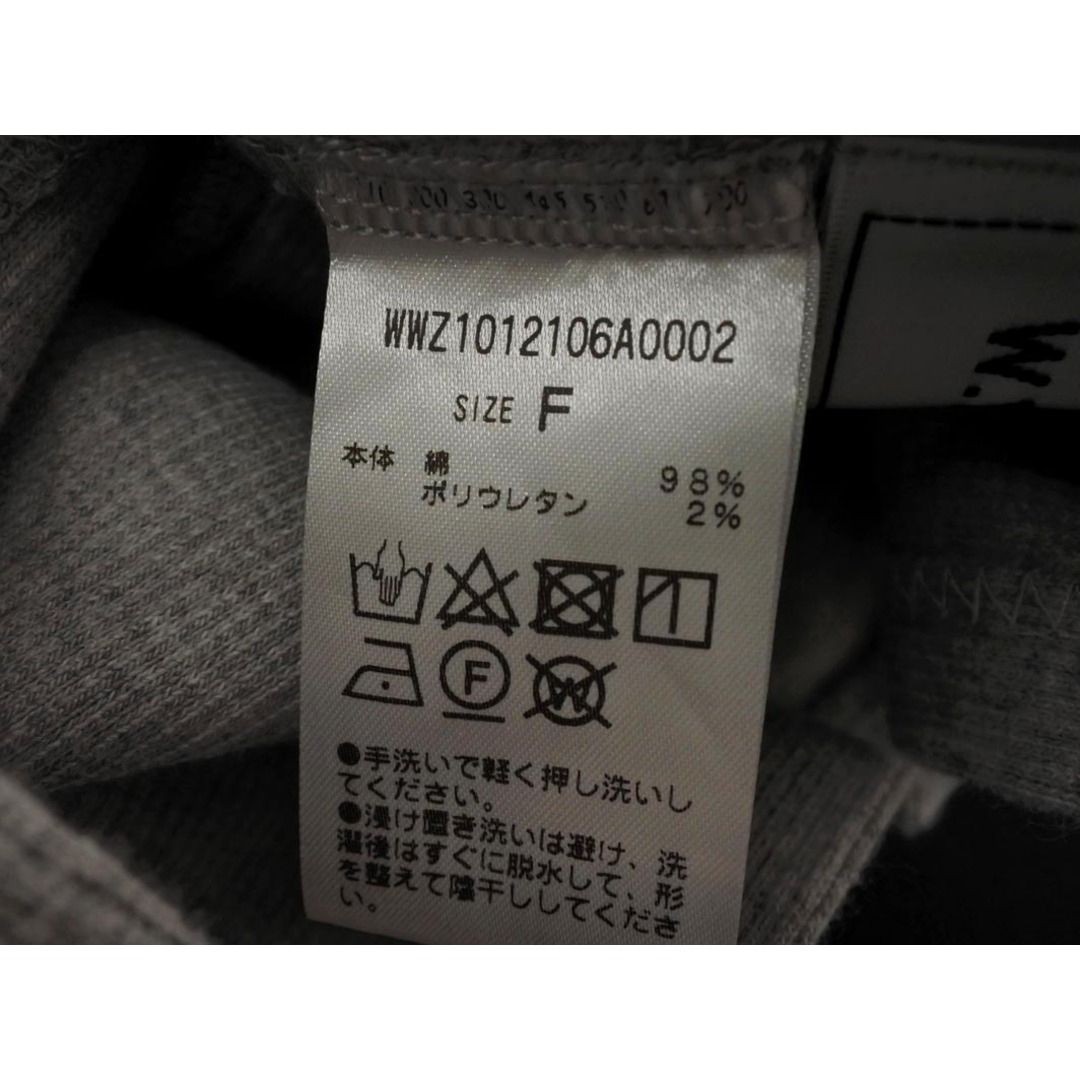 WWZ1012106A0002
SIZE F
本体 綿 98%
ポリウレタン 2%
F
W
●手洗いで軽く押し洗いし
てください。
●浸け置き洗いは避け、洗
濯後はすぐに脱水して、形
を整えて陰干ししてくださ
い。
W.